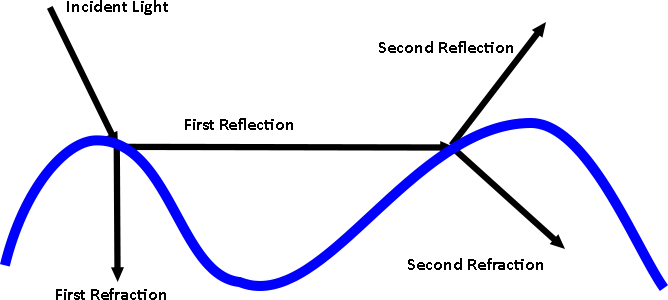 Incident Light
Second Reflection
First Reflection
Second Refraction
First Refraction